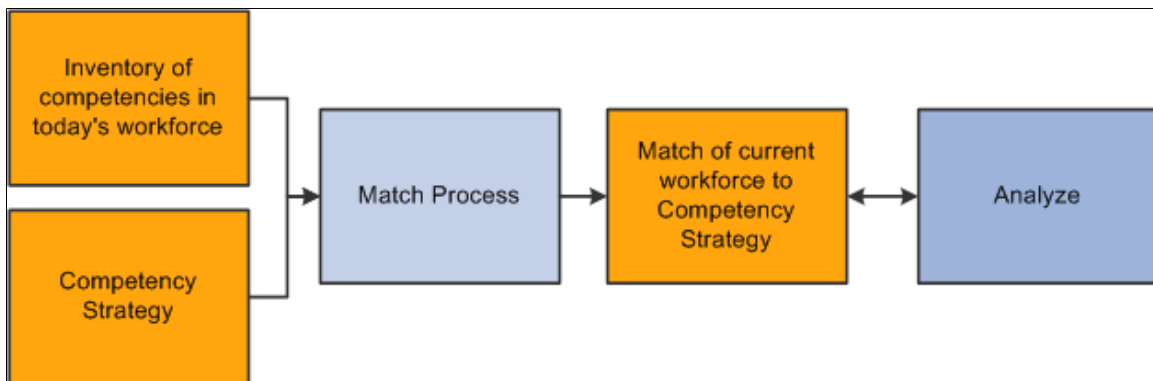 Inventory of
competencies in
today's workforce
Competency
Strategy
Match Process
Match of current
workforce to
Competency
Strategy
Analyze